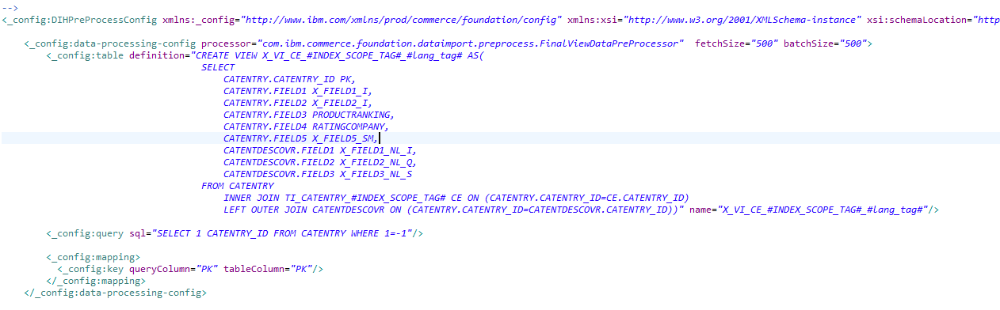 -->
<_config:DIHPreProcessConfig xmlns:_config="http://www.ibm.com/xmlns/prod/commerce/foundation/config" xmlns:xsi="http://www.w3.org/2001/XMLSchema-instance" xsi:schemaLocation="http
<_config:data-processing-config processor="com.ibm.commerce.foundation.dataimport.preprocess.FinalViewDataPreProcessor"  fetchSize="500" batchSize="500">
<_config:table definition="CREATE VIEW X_VI_CE_#INDEX_SCOPE_TAG#_#lang_tag# AS(
SELECT
CATENTRY.CATENTRY_ID PK,
CATENTRY.FIELD1 X_FIELD1_I,
CATENTRY.FIELD2 X_FIELD2_I,
CATENTRY.FIELD3 PRODUCTRANKING,
CATENTRY.FIELD4 RATINGCOMPANY,
CATENTRY.FIELD5 X_FIELD5_SM,
CATENTDESCOVR.FIELD1 X_FIELD1_NL_I,
CATENTDESCOVR.FIELD2 X_FIELD2_NL_Q,
CATENTDESCOVR.FIELD3 X_FIELD3_NL_S
FROM CATENTRY
INNER JOIN TI_CATENTRY_#INDEX_SCOPE_TAG# CE ON (CATENTRY.CATENTRY_ID=CE.CATENTRY_ID)
LEFT OUTER JOIN CATENTDESCOVR ON (CATENTRY.CATENTRY_ID=CATENTDESCOVR.CATENTRY_ID))" name="X_VI_CE_#INDEX_SCOPE_TAG#_#lang_tag#"/>
<_config:query sql="SELECT 1 CATENTRY_ID FROM CATENTRY WHERE 1=-1"/>
<_config:mapping>
<_config:key queryColumn="PK" tableColumn="PK"/>
</_config:mapping>
</_config:data-processing-config>